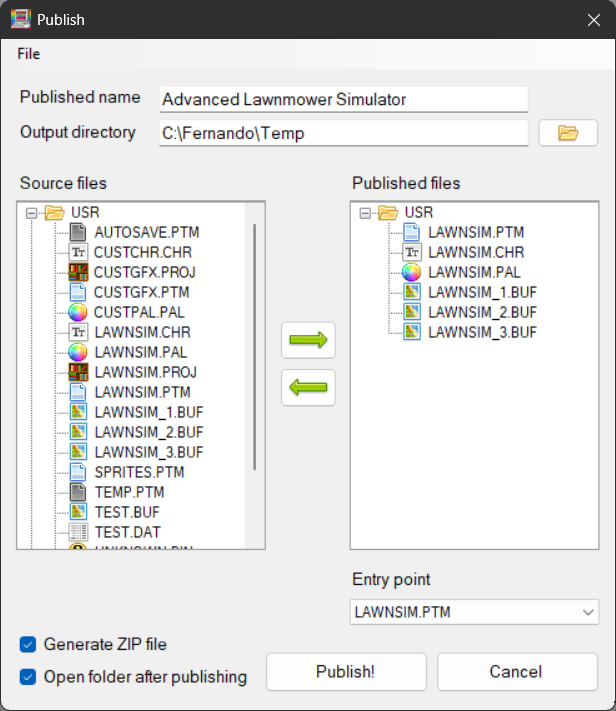 Publish
File
Published name
Advanced Lawnmower Simulator
Output directory
C:\Fernando\Temp
Source files
USR
AUTOSAVE.PTM
CUSTCHR.CHR
CUSTGFX.PROJ
CUSTGFX.PTM
CUSTPAL.PAL
LAWNSIM.CHR
LAWNSIM.PAL
LAWNSIM.PROJ
LAWNSIM.PTM
LAWNSIM_1.BUF
LAWNSIM_2.BUF
LAWNSIM_3.BUF
SPRITES.PTM
TEMP.PTM
TEST.BUF
TEST.DAT
UNKNOWN.BIN
Published files
USR
LAWNSIM.PTM
LAWNSIM.CHR
LAWNSIM.PAL
LAWNSIM_1.BUF
LAWNSIM_2.BUF
LAWNSIM_3.BUF
Entry point
LAWNSIM.PTM
Generate ZIP file
Open folder after publishing
Publish!
Cancel